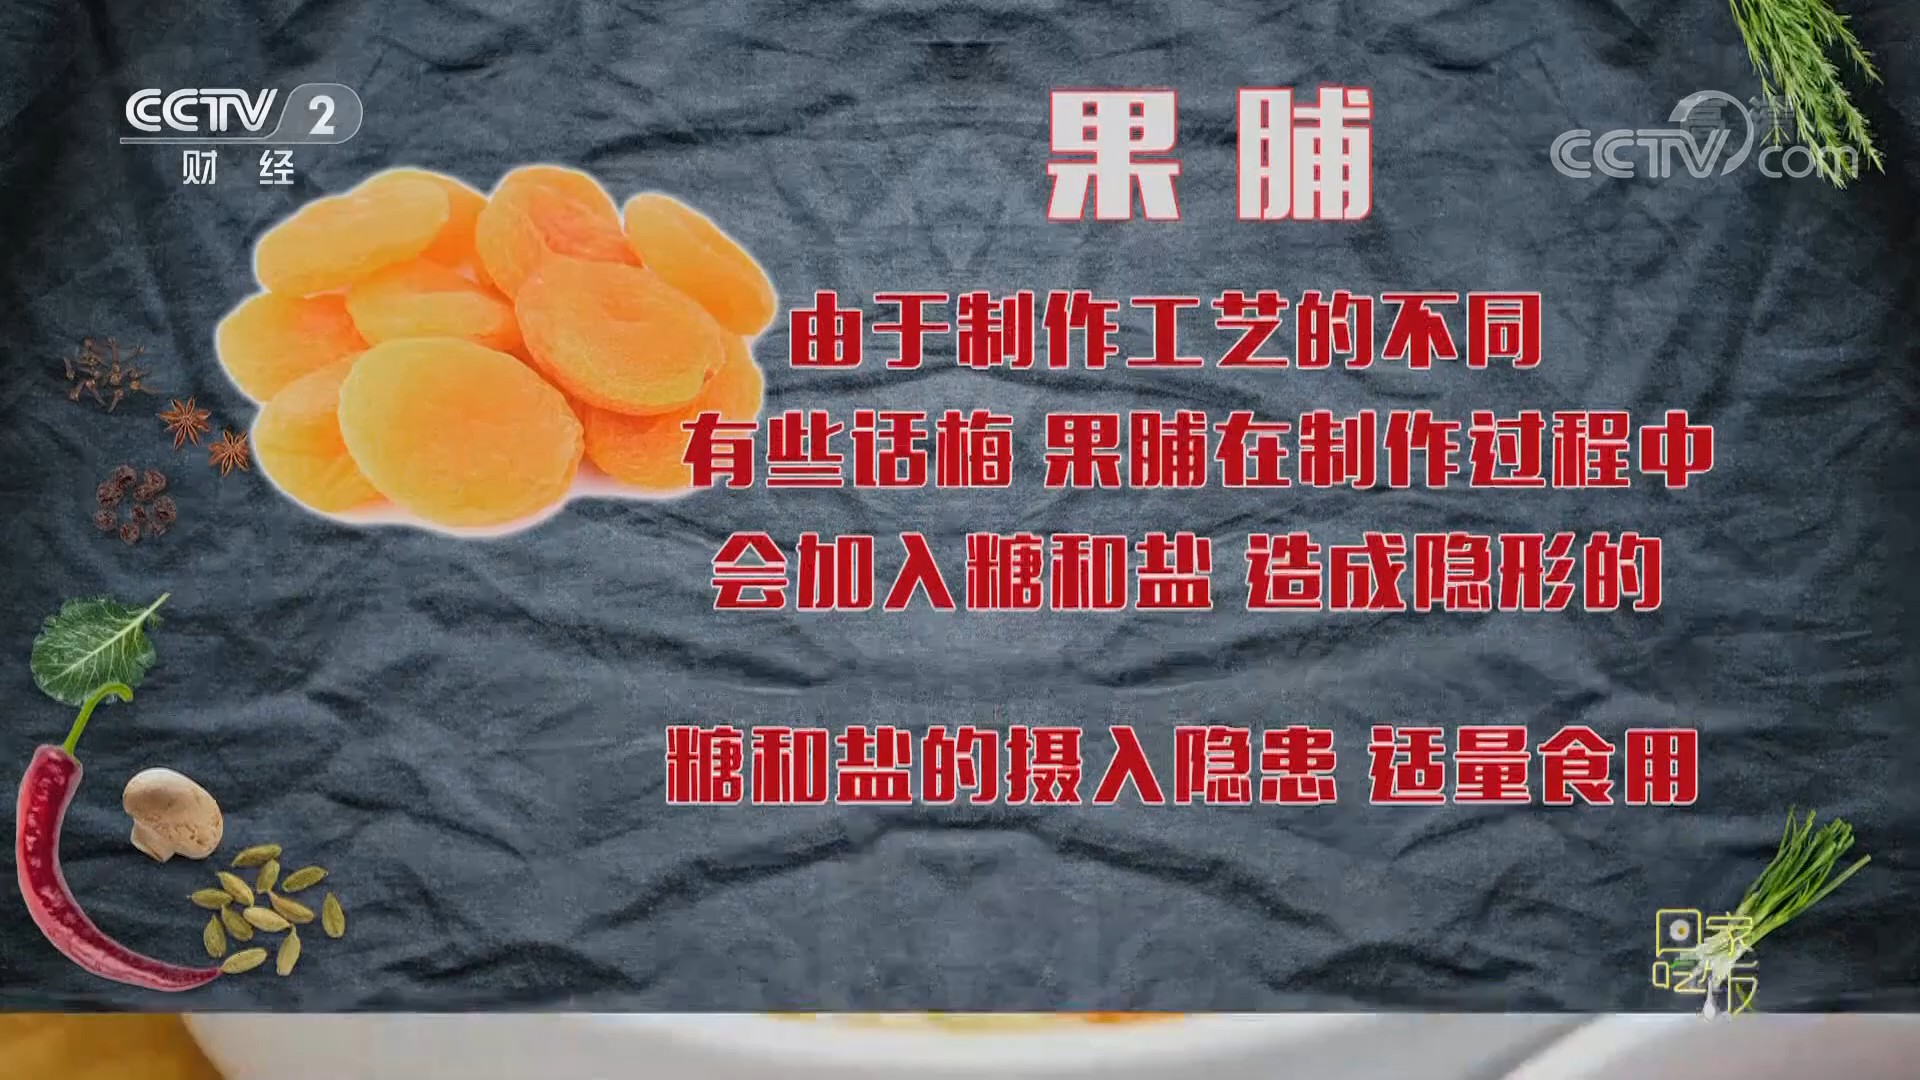 CCTV 2
财 经
果脯
CCTV.com
高清
由于制作工艺的不同
有些话梅 果脯在制作过程中
会加入糖和盐 造成隐形的
糖和盐的摄入隐患 适量食用
回家
吃饭